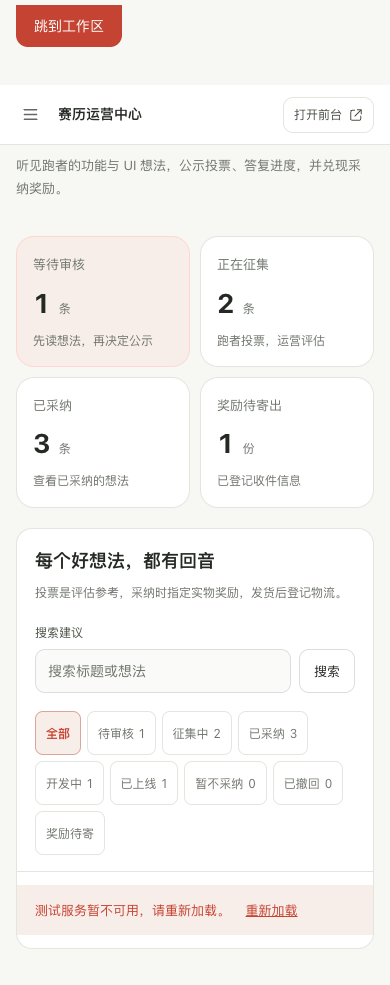 跳到工作区
赛历运营中心
打开前台
听见跑者的功能与 UI 想法，公示投票、答复进度，并兑现采
纳奖励。
等待审核
1 条
先读想法，再决定公示
正在征集
2 条
跑者投票，运营评估
已采纳
3 条
查看已采纳的想法
奖励待寄出
1 份
已登记收件信息
每个好想法，都有回音
投票是评估参考，采纳时指定实物奖励，发货后登记物流。
搜索建议
搜索标题或想法
搜索
全部 待审核 1 征集中 2 已采纳 3
开发中 1 已上线 1 暂不采纳 0 已撤回 0
奖励待寄
测试服务暂不可用，请重新加载。 重新加载